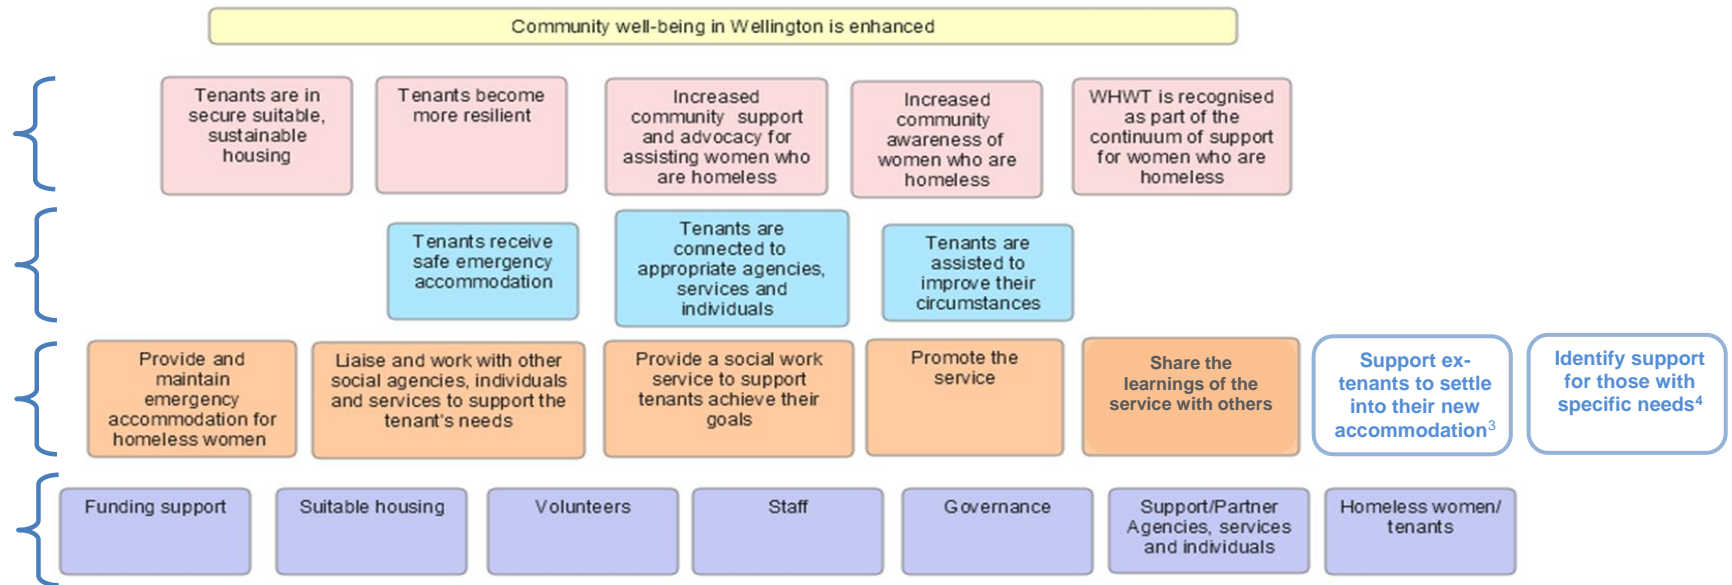 Community well-being in Wellington is enhanced
Tenants are in
secure suitable,
sustainable
housing
Tenants become
more resilient
Increased
community support
and advocacy for
assisting women who
are homeless
Increased
community
awareness of
women who are
homeless
WHWT is recognised
as part of the
continuum of support
for women who are
homeless
Tenants receive
safe emergency
accommodation
Tenants are
connected to
appropriate agencies,
services and
individuals
Tenants are
assisted to
improve their
circumstances
Provide and
maintain
emergency
accommodation for
homeless women
Liaise and work with other
social agencies, individuals
and services to support the
tenant's needs
Provide a social work
service to support
tenants achieve their
goals
Promote the
service
Share the
learnings of the
service with others
Support ex-
tenants to settle
into their new
accommodation³
Identify support
for those with
specific needs⁴
Funding support
Suitable housing
Volunteers
Staff
Governance
Support/Partner
Agencies, services
and individuals
Homeless women/
tenants